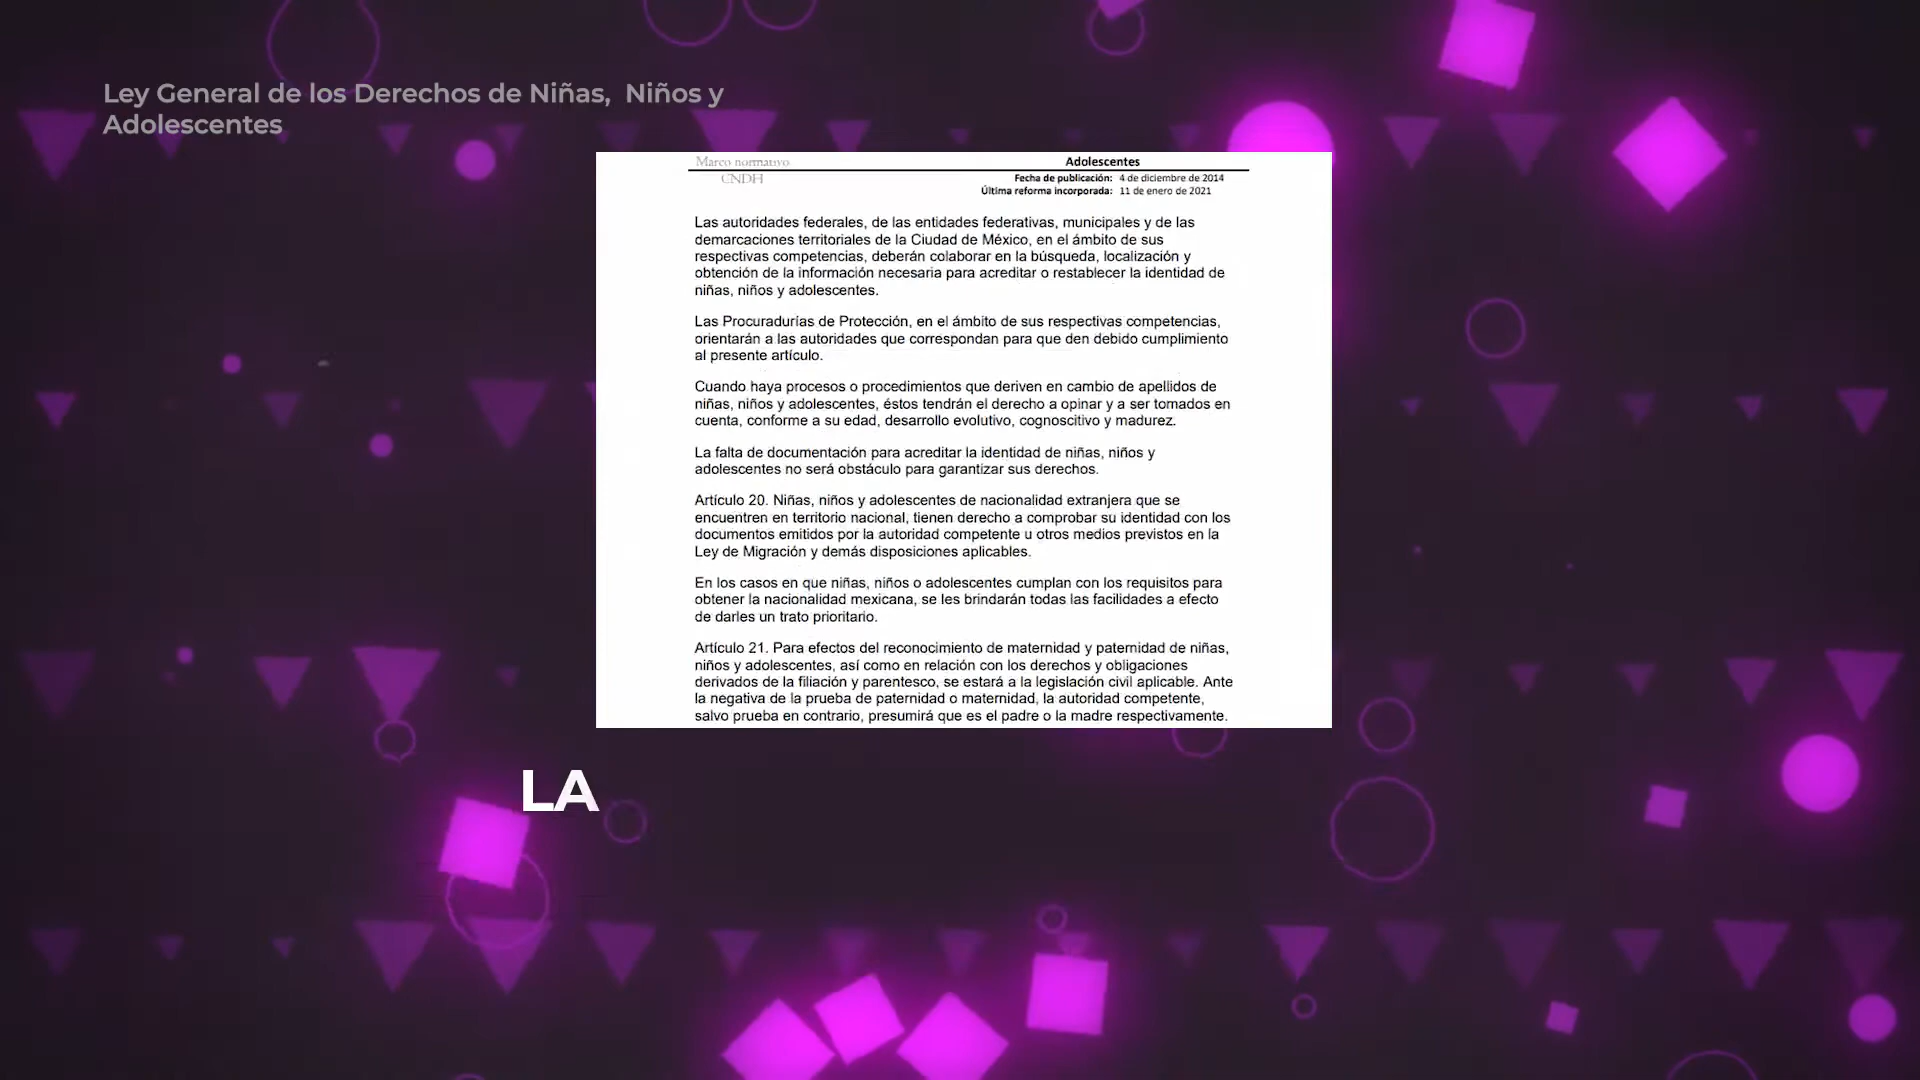 Ley General de los Derechos de Niñas, Niños y
Adolescentes
Marco normativo
Adolescentes
CNDH
Fecha de publicación: 4 de diciembre de 2014
Última reforma incorporada: 11 de enero de 2021
Las autoridades federales, de las entidades federativas, municipales y de las
demarcaciones territoriales de la Ciudad de México, en el ámbito de sus
respectivas competencias, deberán colaborar en la búsqueda, localización y
obtención de la información necesaria para acreditar o restablecer la identidad de
niñas, niños y adolescentes.
Las Procuradurías de Protección, en el ámbito de sus respectivas competencias,
orientarán a las autoridades que correspondan para que den debido cumplimiento
al presente artículo.
Cuando haya procesos o procedimientos que deriven en cambio de apellidos de
niñas, niños y adolescentes, éstos tendrán el derecho a opinar y a ser tomados en
cuenta, conforme a su edad, desarrollo evolutivo, cognoscitivo y madurez.
La falta de documentación para acreditar la identidad de niñas, niños y
adolescentes no será obstáculo para garantizar sus derechos.
Artículo 20. Niñas, niños y adolescentes de nacionalidad extranjera que se
encuentren en territorio nacional, tienen derecho a comprobar su identidad con los
documentos emitidos por la autoridad competente u otros medios previstos en la
Ley de Migración y demás disposiciones aplicables.
En los casos en que niñas, niños o adolescentes cumplan con los requisitos para
obtener la nacionalidad mexicana, se les brindarán todas las facilidades a efecto
de darles un trato prioritario.
Artículo 21. Para efectos del reconocimiento de maternidad y paternidad de niñas,
niños y adolescentes, así como en relación con los derechos y obligaciones
derivados de la filiación y parentesco, se estará a la legislación civil aplicable. Ante
la negativa de la prueba de paternidad o maternidad, la autoridad competente,
salvo prueba en contrario, presumirá que es el padre o la madre respectivamente.
LA